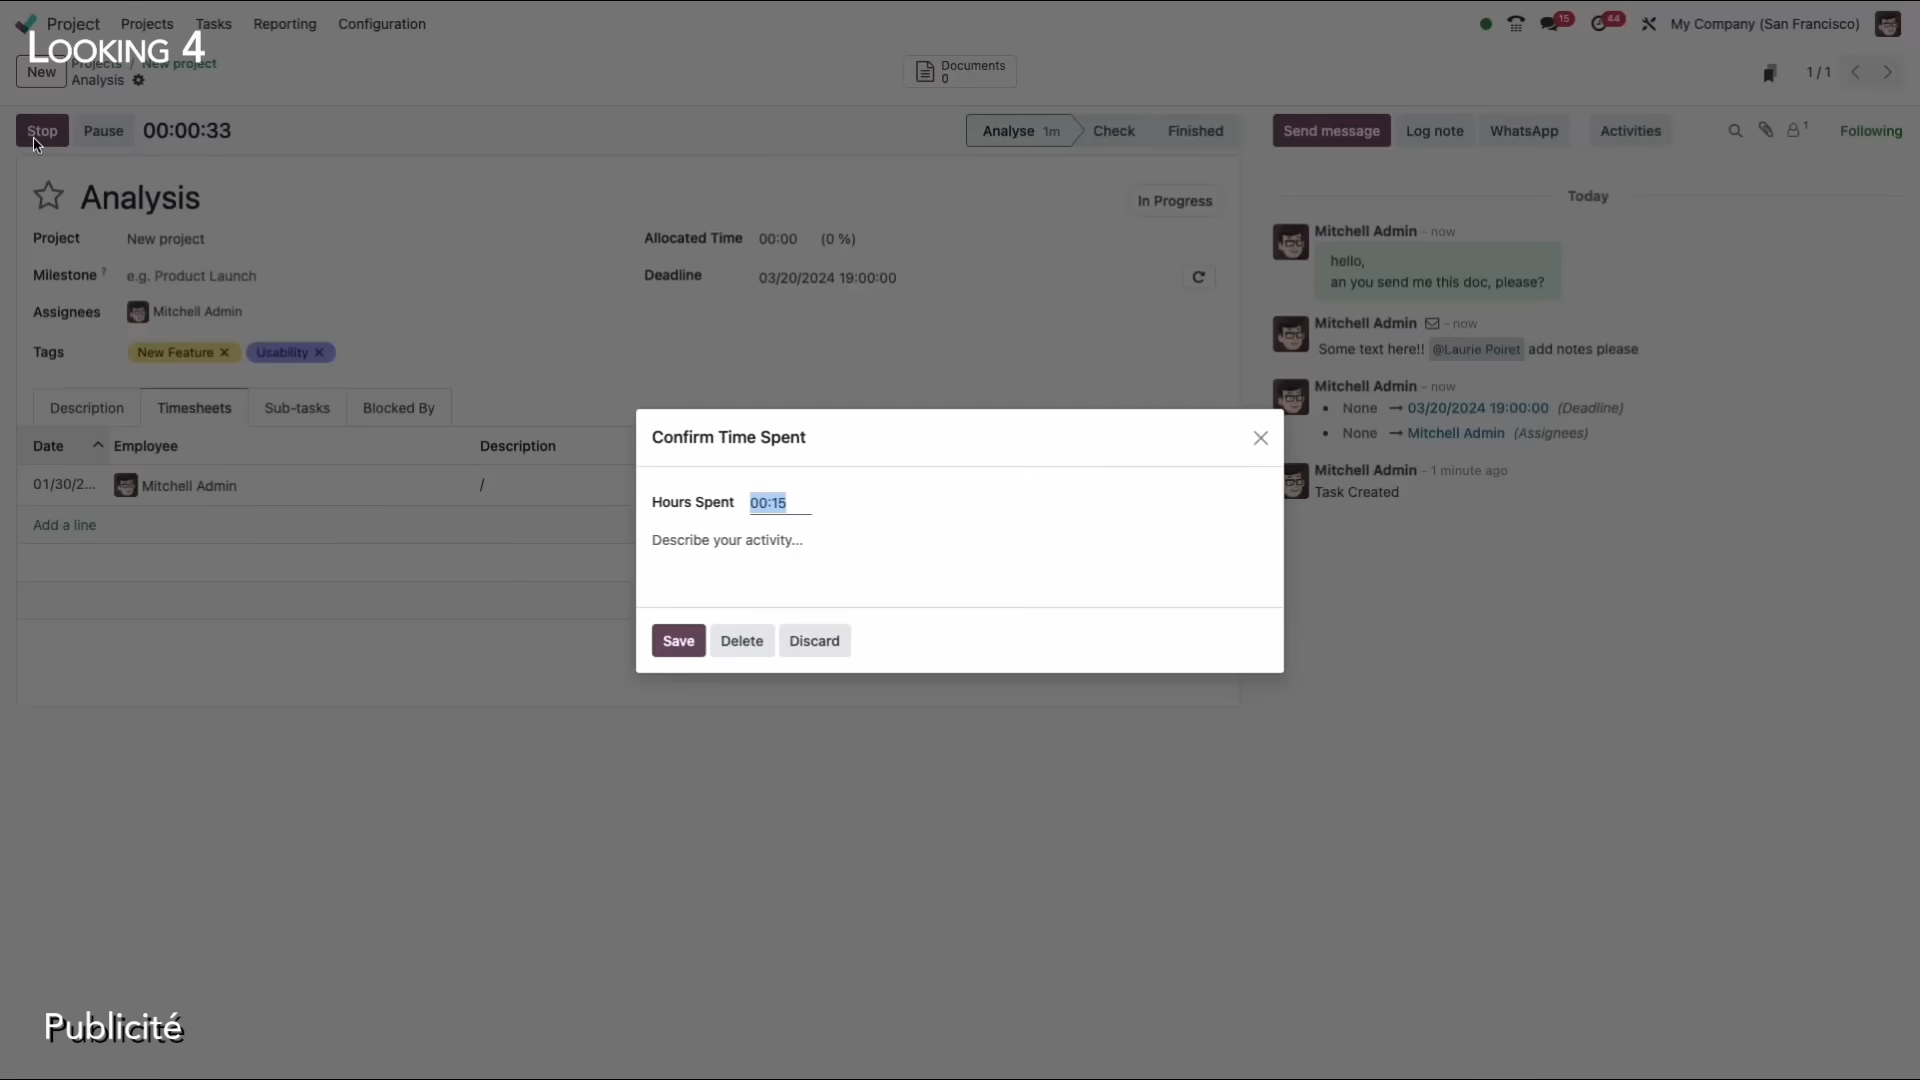 Project Projects Tasks Reporting Configuration
15 44 My Company (San Francisco)
LOOKING 4
New Projects / New project
Analysis
Documents
0
1 / 1
Stop Pause 00:00:33
Analyse 1m Check Finished
Send message Log note WhatsApp Activities 1 Following
Analysis
In Progress
Project New project
Milestone ? e.g. Product Launch
Assignees Mitchell Admin
Tags New Feature × Usability ×
Allocated Time 00:00 (0 %)
Deadline 03/20/2024 19:00:00
Description Timesheets Sub-tasks Blocked By
Date Employee Description
01/30/2... Mitchell Admin /
Add a line
Confirm Time Spent
Hours Spent 00:15
Describe your activity...
Save Delete Discard
Today
Mitchell Admin - now
hello,
an you send me this doc, please?
Mitchell Admin - now
Some text here!! @Laurie Poiret add notes please
Mitchell Admin - now
• None → 03/20/2024 19:00:00 (Deadline)
• None → Mitchell Admin (Assignees)
Mitchell Admin - 1 minute ago
Task Created
Publicité